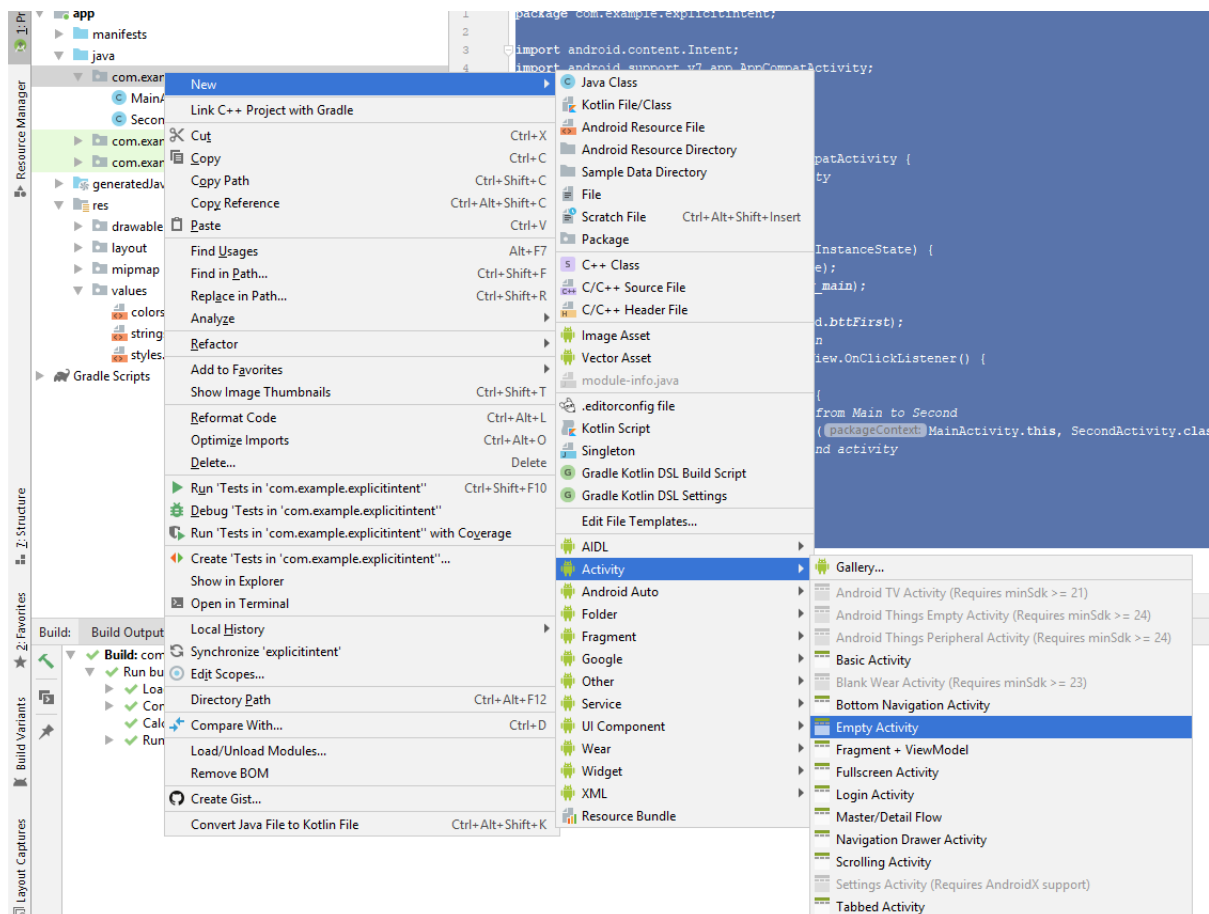 1: Pr
Resource Manager
7: Structure
2: Favorites
Build Variants
Layout Captures
app
manifests
java
com.exar
MainA
Secon
com.exar
com.exar
generatedJav
res
drawable
layout
mipmap
values
colors
string
styles.
Gradle Scripts
Build: Build Output
Build: com
Run bu
Loa
Con
Calc
Run
New
Link C++ Project with Gradle
Cut Ctrl+X
Copy Ctrl+C
Copy Path Ctrl+Shift+C
Copy Reference Ctrl+Alt+Shift+C
Paste Ctrl+V
Find Usages Alt+F7
Find in Path... Ctrl+Shift+F
Replace in Path... Ctrl+Shift+R
Analyze
Refactor
Add to Favorites
Show Image Thumbnails Ctrl+Shift+T
Reformat Code Ctrl+Alt+L
Optimize Imports Ctrl+Alt+O
Delete... Delete
Run 'Tests in 'com.example.explicitintent'' Ctrl+Shift+F10
Debug 'Tests in 'com.example.explicitintent''
Run 'Tests in 'com.example.explicitintent'' with Coverage
Create 'Tests in 'com.example.explicitintent''...
Show in Explorer
Open in Terminal
Local History
Synchronize 'explicitintent'
Edit Scopes...
Directory Path Ctrl+Alt+F12
Compare With... Ctrl+D
Load/Unload Modules...
Remove BOM
Create Gist...
Convert Java File to Kotlin File Ctrl+Alt+Shift+K
Java Class
Kotlin File/Class
Android Resource File
Android Resource Directory
Sample Data Directory
File
Scratch File Ctrl+Alt+Shift+Insert
Package
C++ Class
C/C++ Source File
C/C++ Header File
Image Asset
Vector Asset
module-info.java
.editorconfig file
Kotlin Script
Singleton
Gradle Kotlin DSL Build Script
Gradle Kotlin DSL Settings
Edit File Templates...
AIDL
Activity
Android Auto
Folder
Fragment
Google
Other
Service
UI Component
Wear
Widget
XML
Resource Bundle
Gallery...
Android TV Activity (Requires minSdk >= 21)
Android Things Empty Activity (Requires minSdk >= 24)
Android Things Peripheral Activity (Requires minSdk >= 24)
Basic Activity
Blank Wear Activity (Requires minSdk >= 23)
Bottom Navigation Activity
Empty Activity
Fragment + ViewModel
Fullscreen Activity
Login Activity
Master/Detail Flow
Navigation Drawer Activity
Scrolling Activity
Settings Activity (Requires AndroidX support)
Tabbed Activity
1 package com.example.explicitintent;
2
3 import android.content.Intent;
4 import android.support.v7.app.AppCompatActivity;
patActivity {
ty
InstanceState) {
e);
_main);
d.bttFirst);
n
iew.OnClickListener() {
{
from Main to Second
( packageContext: MainActivity.this, SecondActivity.clas
nd activity